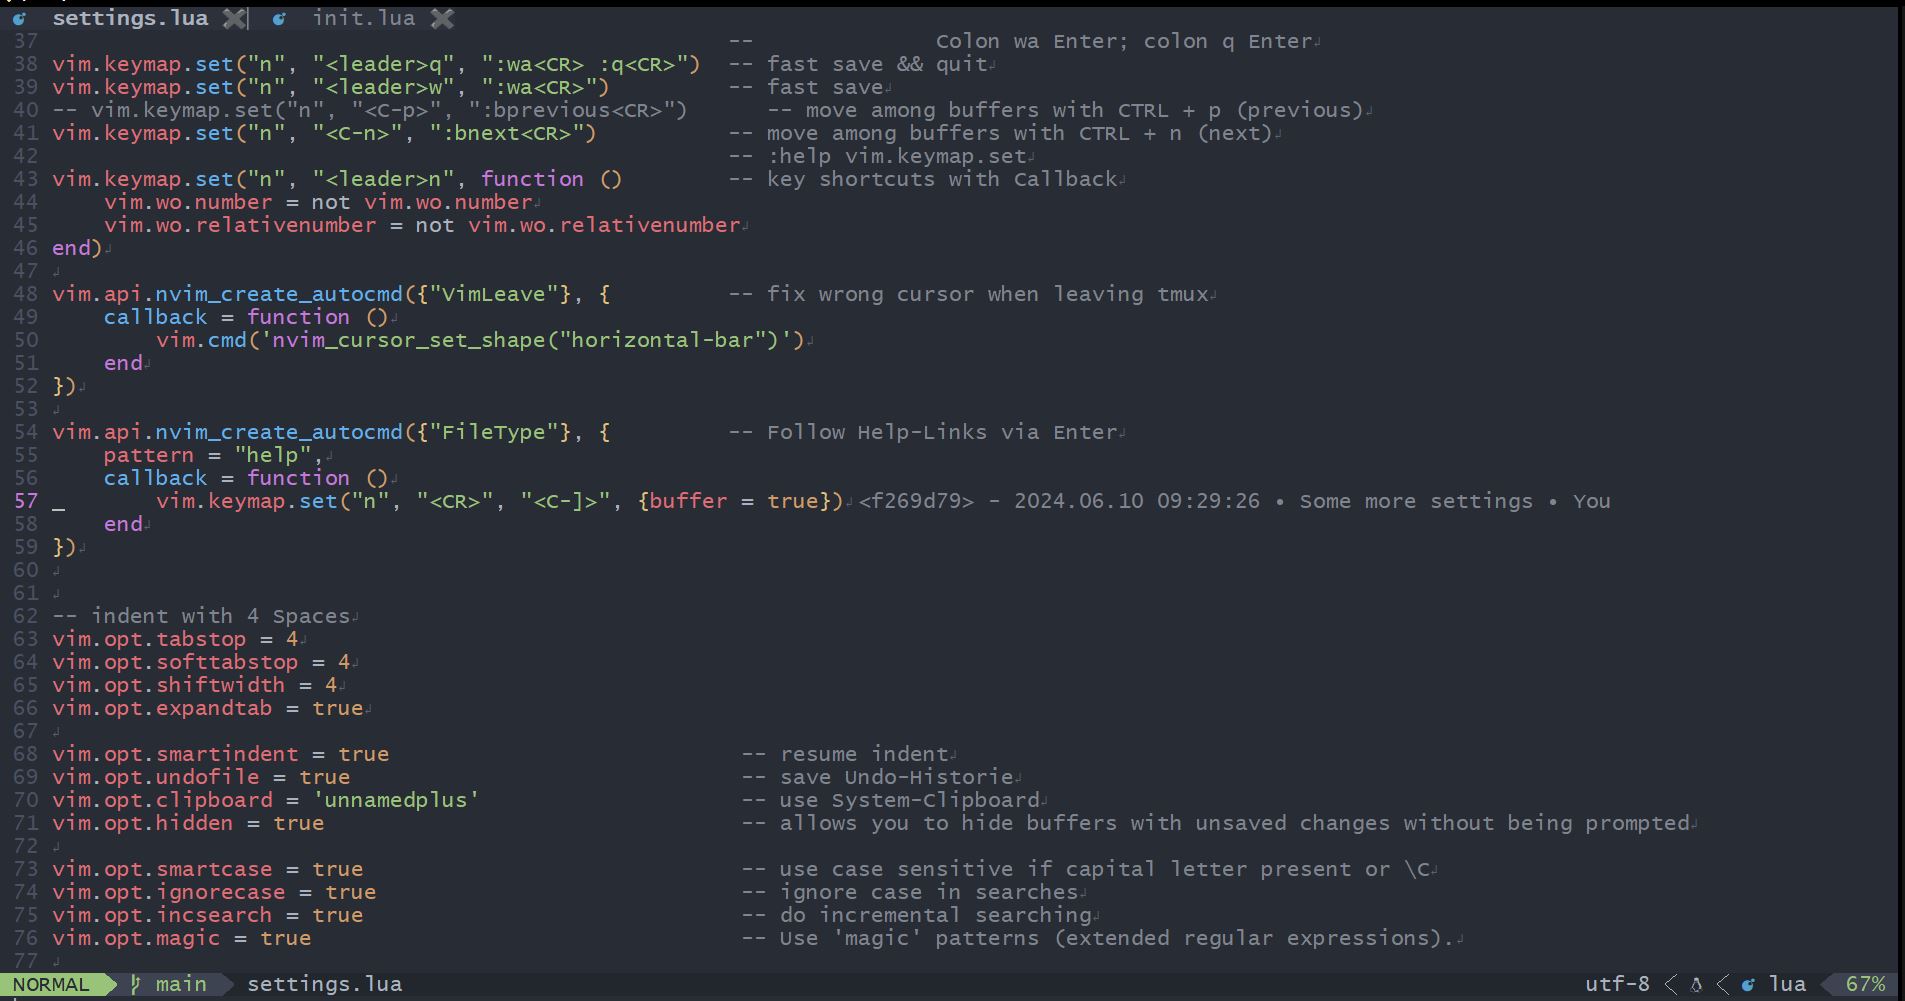 settings.lua init.lua
37 -- Colon wa Enter; colon q Enter
38 vim.keymap.set("n", "<leader>q", ":wa<CR> :q<CR>") -- fast save && quit
39 vim.keymap.set("n", "<leader>w", ":wa<CR>") -- fast save
40 -- vim.keymap.set("n", "<C-p>", ":bprevious<CR>") -- move among buffers with CTRL + p (previous)
41 vim.keymap.set("n", "<C-n>", ":bnext<CR>") -- move among buffers with CTRL + n (next)
42 -- :help vim.keymap.set
43 vim.keymap.set("n", "<leader>n", function () -- key shortcuts with Callback
44 vim.wo.number = not vim.wo.number
45 vim.wo.relativenumber = not vim.wo.relativenumber
46 end)
47
48 vim.api.nvim_create_autocmd({"VimLeave"}, { -- fix wrong cursor when leaving tmux
49 callback = function ()
50 vim.cmd('nvim_cursor_set_shape("horizontal-bar")')
51 end
52 })
53
54 vim.api.nvim_create_autocmd({"FileType"}, { -- Follow Help-Links via Enter
55 pattern = "help",
56 callback = function ()
57 vim.keymap.set("n", "<CR>", "<C-]>", {buffer = true}) <f269d79> - 2024.06.10 09:29:26 • Some more settings • You
58 end
59 })
60
61
62 -- indent with 4 Spaces
63 vim.opt.tabstop = 4
64 vim.opt.softtabstop = 4
65 vim.opt.shiftwidth = 4
66 vim.opt.expandtab = true
67
68 vim.opt.smartindent = true -- resume indent
69 vim.opt.undofile = true -- save Undo-Historie
70 vim.opt.clipboard = 'unnamedplus' -- use System-Clipboard
71 vim.opt.hidden = true -- allows you to hide buffers with unsaved changes without being prompted
72
73 vim.opt.smartcase = true -- use case sensitive if capital letter present or \C
74 vim.opt.ignorecase = true -- ignore case in searches
75 vim.opt.incsearch = true -- do incremental searching
76 vim.opt.magic = true -- Use 'magic' patterns (extended regular expressions).
77
NORMAL main settings.lua utf-8 lua 67%